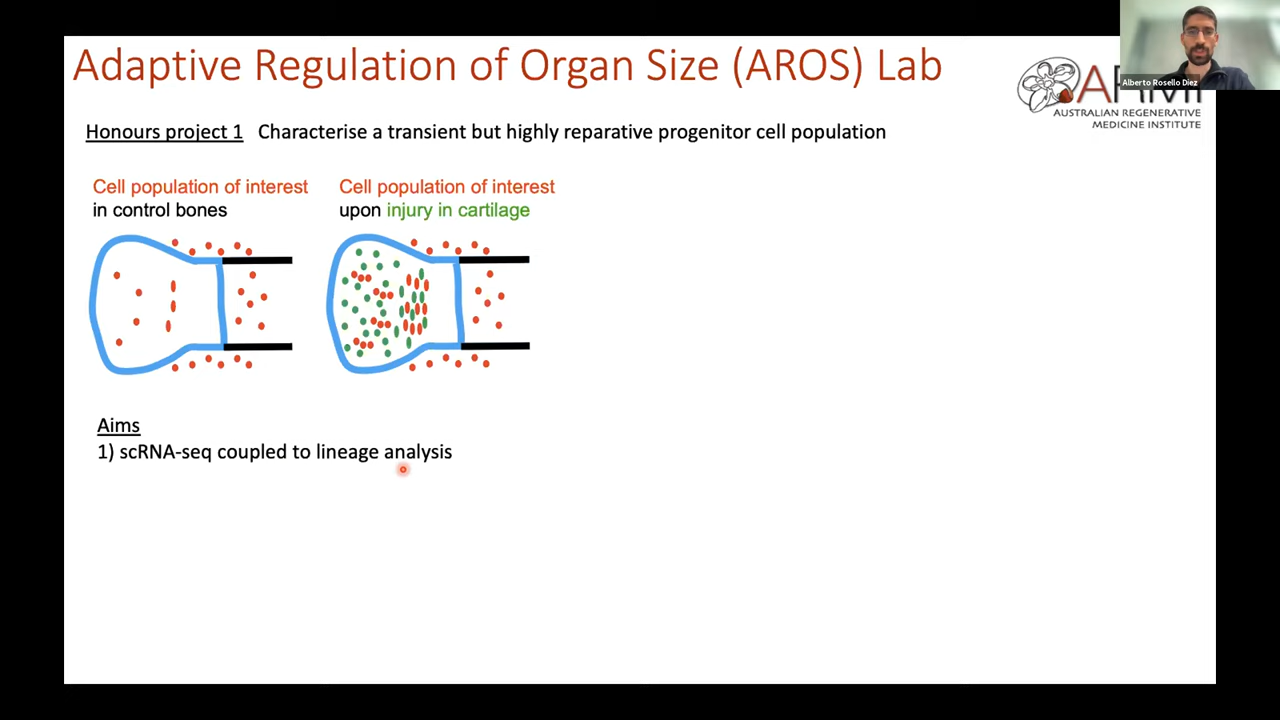 Adaptive Regulation of Organ Size (AROS) Lab
Alberto Rosello Diez
AUSTRALIAN REGENERATIVE
MEDICINE INSTITUTE
Honours project 1 Characterise a transient but highly reparative progenitor cell population
Cell population of interest
in control bones
Cell population of interest
upon injury in cartilage
Aims
1) scRNA-seq coupled to lineage analysis